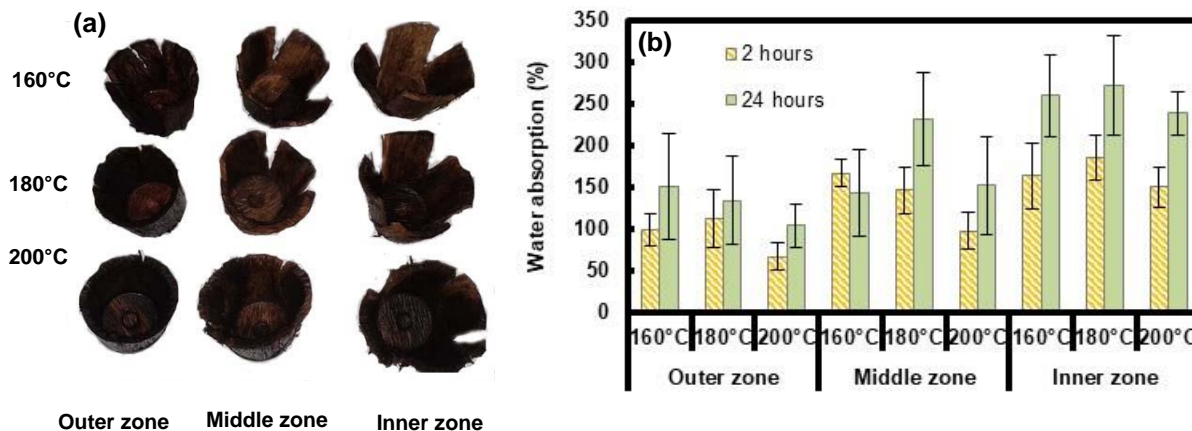 (a)
160°C
180°C
200°C
Outer zone Middle zone Inner zone
(b)
2 hours
24 hours
Water absorption (%)
350
300
250
200
150
100
50
0
160°C 180°C 200°C 160°C 180°C 200°C 160°C 180°C 200°C
Outer zone Middle zone Inner zone